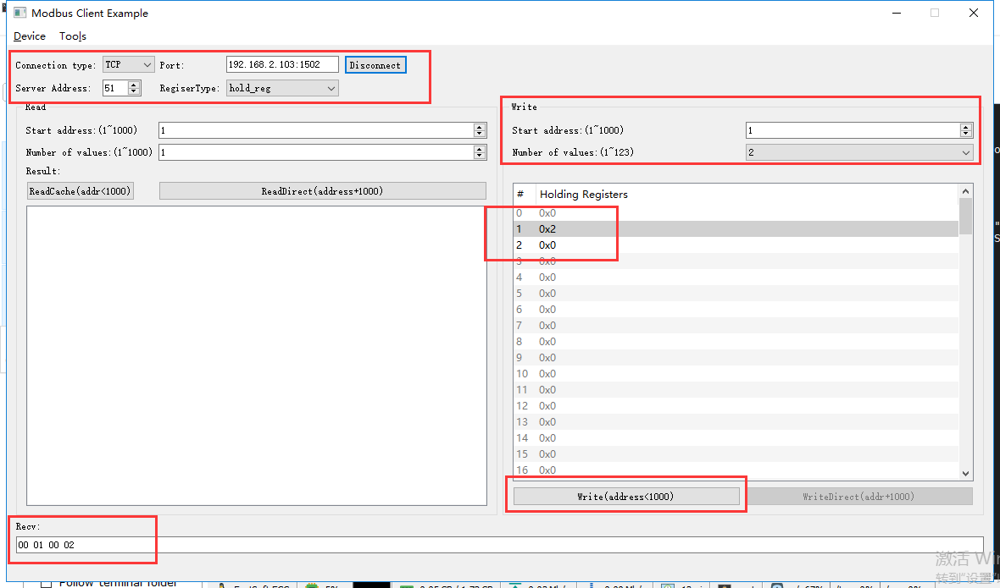 Modbus Client Example
Device Tools
Connection type: TCP Port: 192.168.2.103:1502 Disconnect
Server Address: 51 RegiserType: hold_reg
Read
Write
Start address:(1~1000) 1
Start address:(1~1000) 1
Number of values:(1~1000) 1
Number of values:(1~123) 2
Result:
ReadCache(addr<1000) ReadDirect(address+1000)
# Holding Registers
0 0x0
1 0x2
2 0x0
3 0x0
4 0x0
5 0x0
6 0x0
7 0x0
8 0x0
9 0x0
10 0x0
11 0x0
12 0x0
13 0x0
14 0x0
15 0x0
16 0x0
Write(address<1000) WriteDirect(addr+1000)
Recv:
00 01 00 02
激活 Wi
转到"设置"
Follow terminal folder